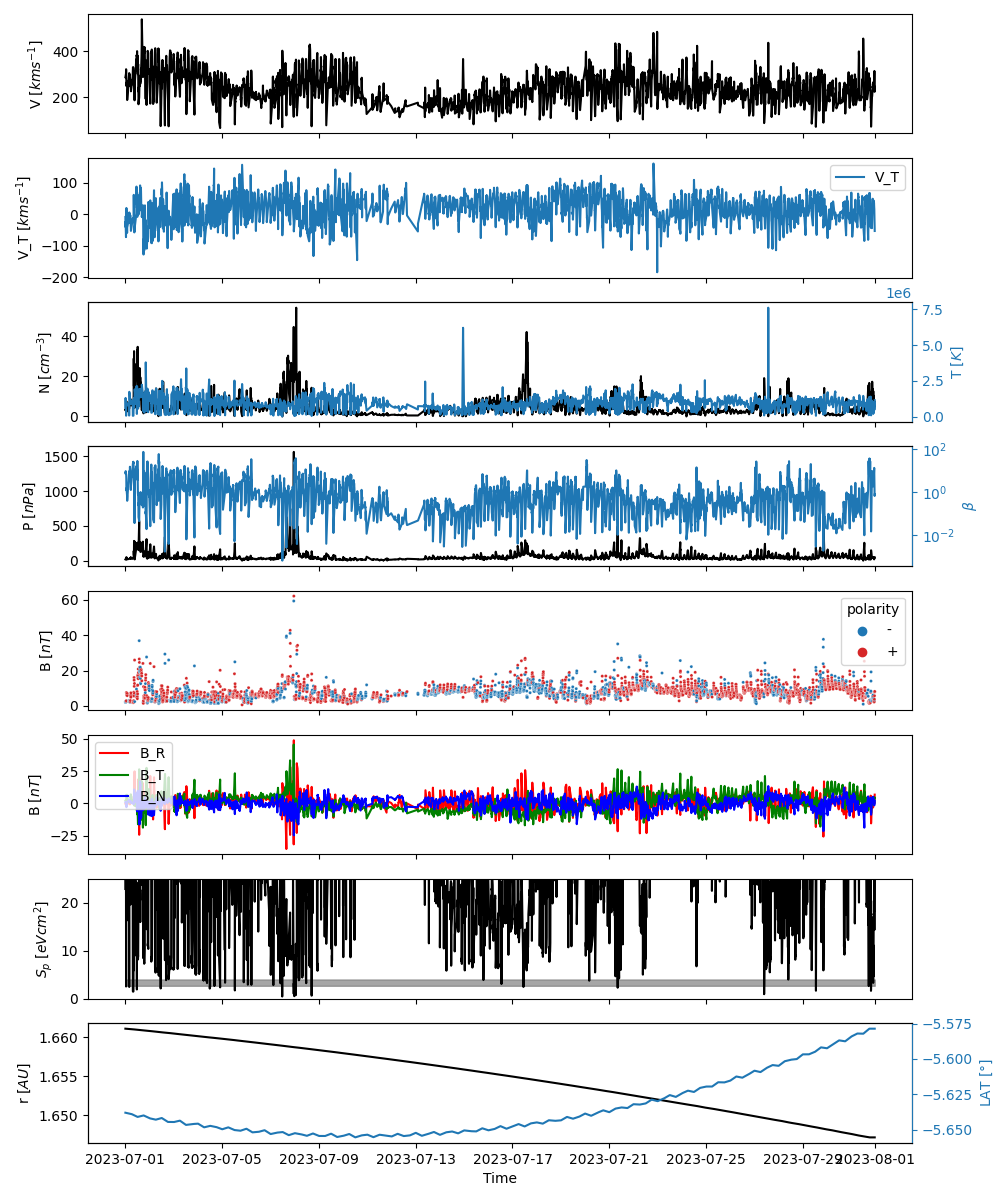 V [kms⁻¹]
400
200
V_T [kms⁻¹]
100
0
−100
−200
V_T
N [cm⁻³]
40
20
0
1e6
7.5
5.0
2.5
0.0
T [K]
P [nPa]
1500
1000
500
0
10²
10⁰
10⁻²
β
B [nT]
60
40
20
0
polarity
-
+
B [nT]
50
25
0
−25
B_R
B_T
B_N
Sₚ [eVcm²]
20
10
0
r [AU]
1.660
1.655
1.650
−5.575
−5.600
−5.625
−5.650
LAT [°]
2023-07-01 2023-07-05 2023-07-09 2023-07-13 2023-07-17 2023-07-21 2023-07-25 2023-07-29 2023-08-01
Time